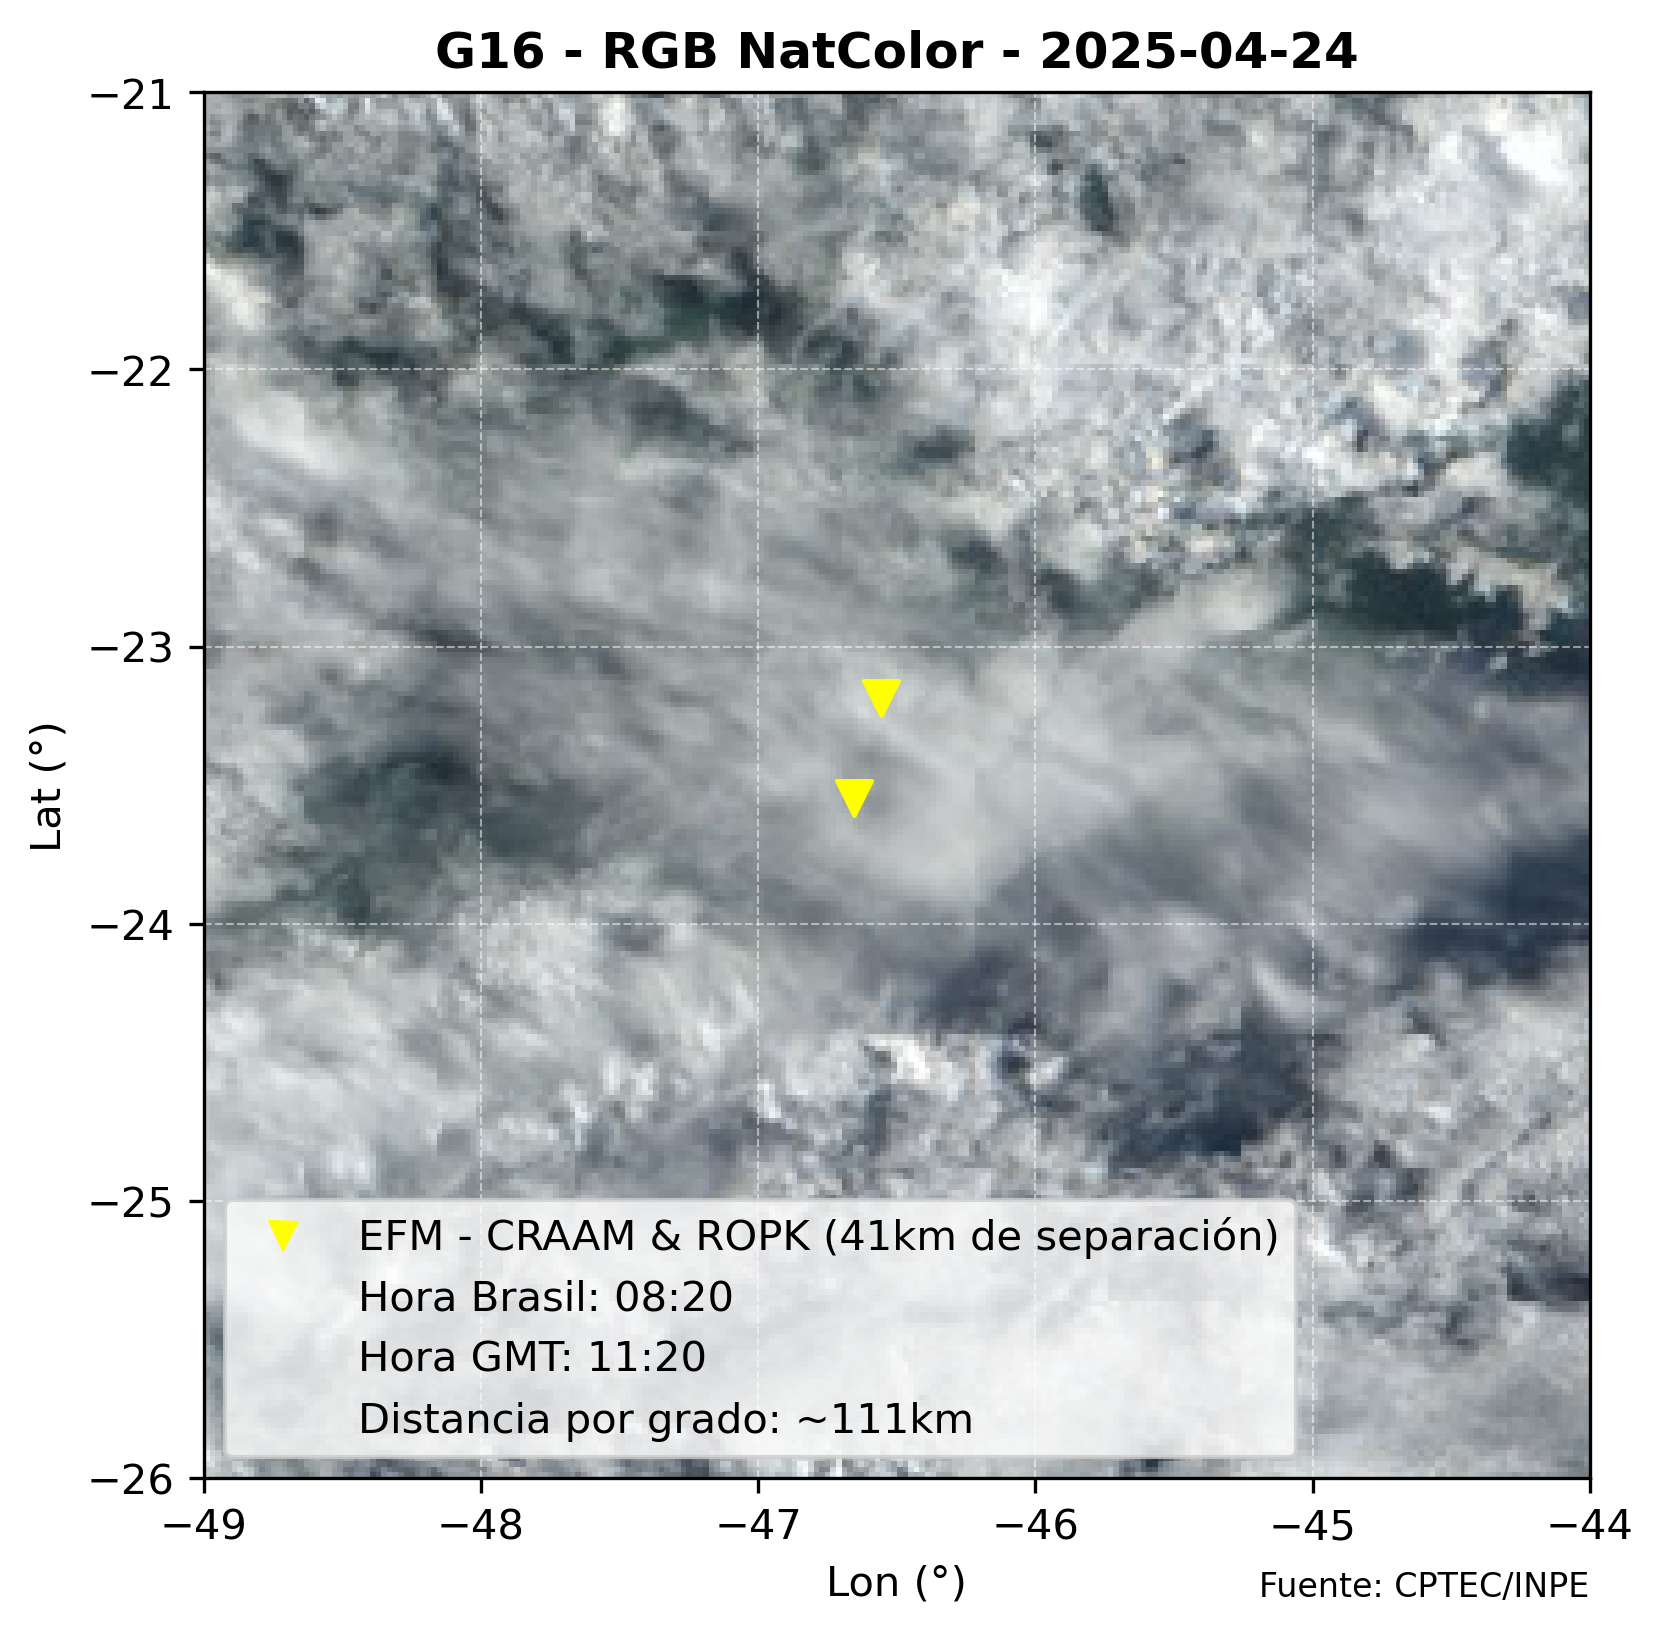 G16 - RGB NatColor - 2025-04-24
−21
−22
−23
−24
−25
−26
Lat (°)
EFM - CRAAM & ROPK (41km de separación)
Hora Brasil: 08:20
Hora GMT: 11:20
Distancia por grado: ~111km
−49 −48 −47 −46 −45 −44
Lon (°)
Fuente: CPTEC/INPE